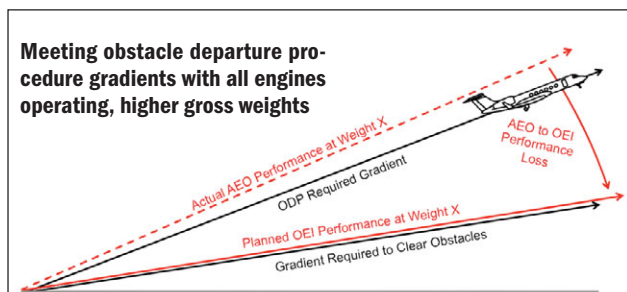 Meeting obstacle departure pro-
cedure gradients with all engines
operating, higher gross weights
Actual AEO Performance at Weight X
ODP Required Gradient
AEO to OEI
Performance
Loss
Planned OEI Performance at Weight X
Gradient Required to Clear Obstacles